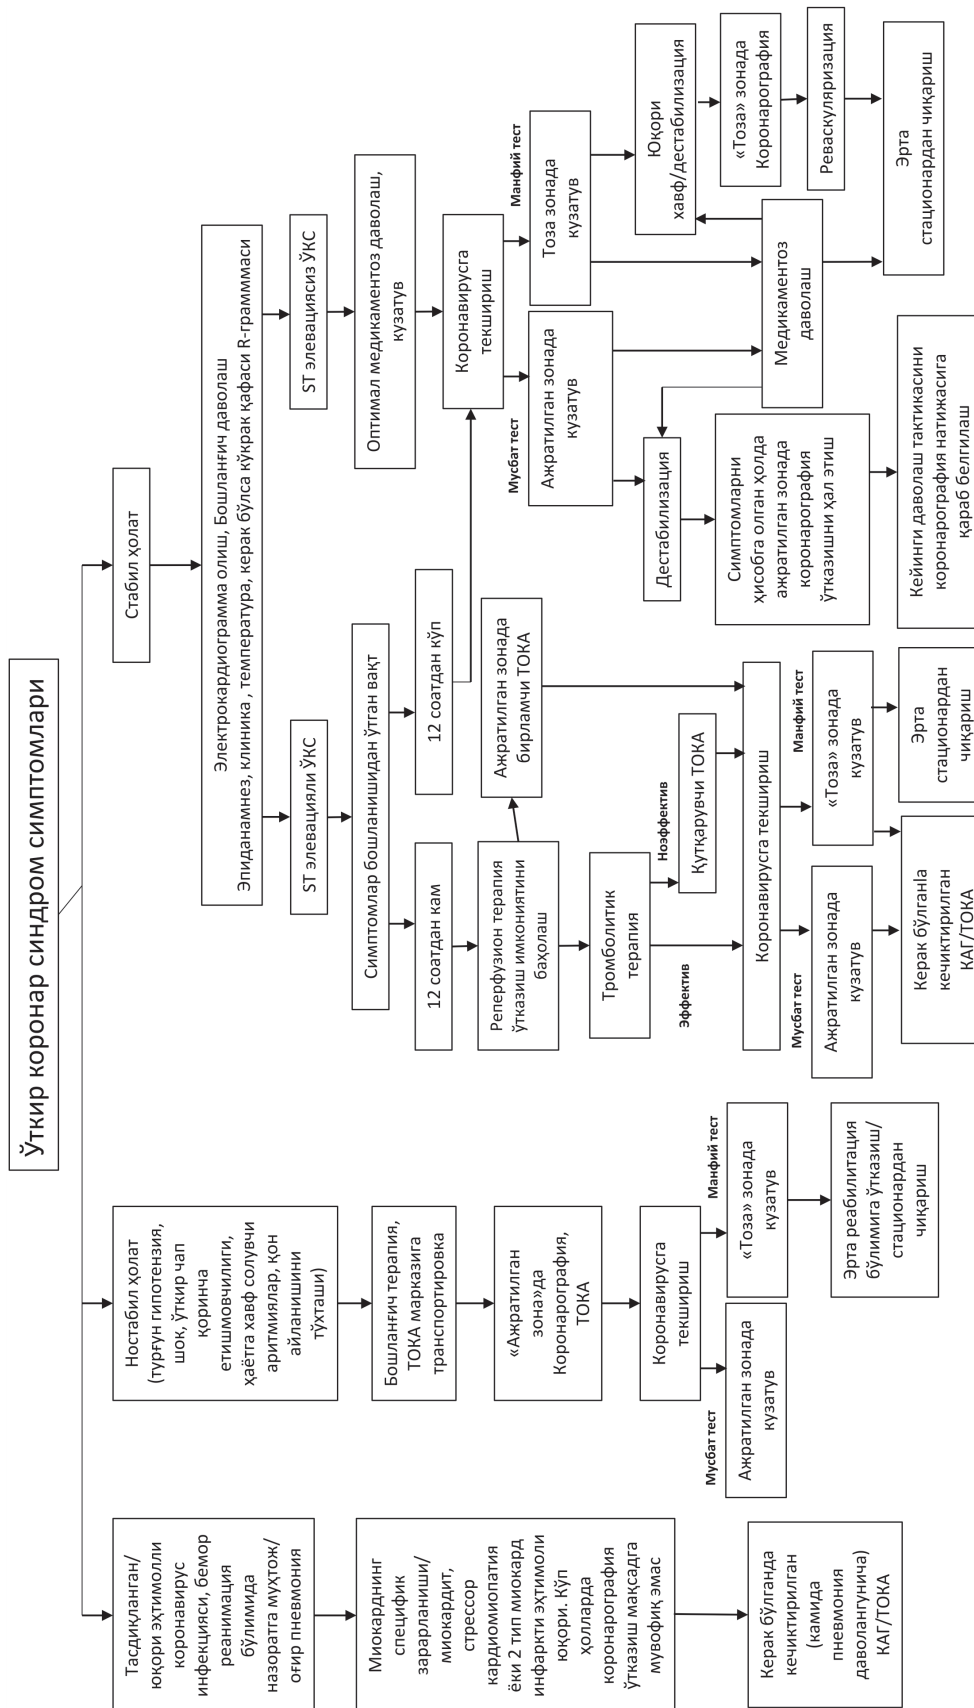 Ўткир коронар синдром симптомлари
Тасдиқланган/
юқори эҳтимолли
коронавирус
инфекцияси, бемор
реанимация
бўлимида
назоратга муҳтож/
оғир пневмония
Миокарднинг
специфик
зарарланиши/
миокардит,
стрессор
кардиомиопатия
ёки 2 тип миокард
инфаркти эҳтимоли
юқори. Кўп
ҳолларда
коронарография
ўтказиш мақсадга
мувофиқ эмас
Керак бўлганда
кечиктирилган
(камида
пневмония
даволангунича)
КАГ/ТОКА
Ностабил ҳолат
(турғун гипотензия,
шок, ўткир чап
қоринча
етишмовчилиги,
ҳаётга хавф солувчи
аритмиялар, қон
айланишини
тўхташи)
Бошланғич терапия,
ТОКА марказига
транспортировка
«Ажратилган
зона»да
Коронарография,
ТОКА
Коронавирусга
текшириш
Мусбат тест
Манфий тест
Ажратилган зонада
кузатув
«Тоза» зонада
кузатув
Эрта реабилитация
бўлимига ўтказиш/
стационардан
чиқариш
Стабил ҳолат
Электрокардиограмма олиш, Бошланғин даволаш
Эпиданамнез, клиника , температура, керак бўлса кўкрак қафаси R-грамммаси
ST элевацияли ЎКС
Симптомлар бошланишидан ўтган вақт
12 соатдан кам
12 соатдан кўп
Реперфузион терапия
ўтказиш имкониятини
баҳолаш
Ажратилган зонада
бирламчи ТОКА
Тромболитик
терапия
Эффектив
Ноэффектив
Қутқарувчи ТОКА
Коронавирусга текшириш
Мусбат тест
Манфий тест
Ажратилган зонада
кузатув
«Тоза» зонада
кузатув
Керак бўлганла
кечиктирилган
КАГ/ТОКА
Эрта
стационардан
чиқариш
ST элевациясиз ЎКС
Оптимал медикаментоз даволаш,
кузатув
Коронавирусга
текшириш
Мусбат тест
Манфий тест
Ажратилган зонада
кузатув
Тоза зонада
кузатув
Дестабилизация
Юқори
хавф/дестабилизация
Симптомларни
ҳисобга олган ҳолда
ажратилган зонада
коронарография
ўтказишни ҳал этиш
Медикаментоз
даволаш
«Тоза» зонада
Коронарография
Реваскуляризация
Кейинги даволаш тактикасини
коронарография натижасига
қараб белгилаш
Эрта
стационардан чиқариш